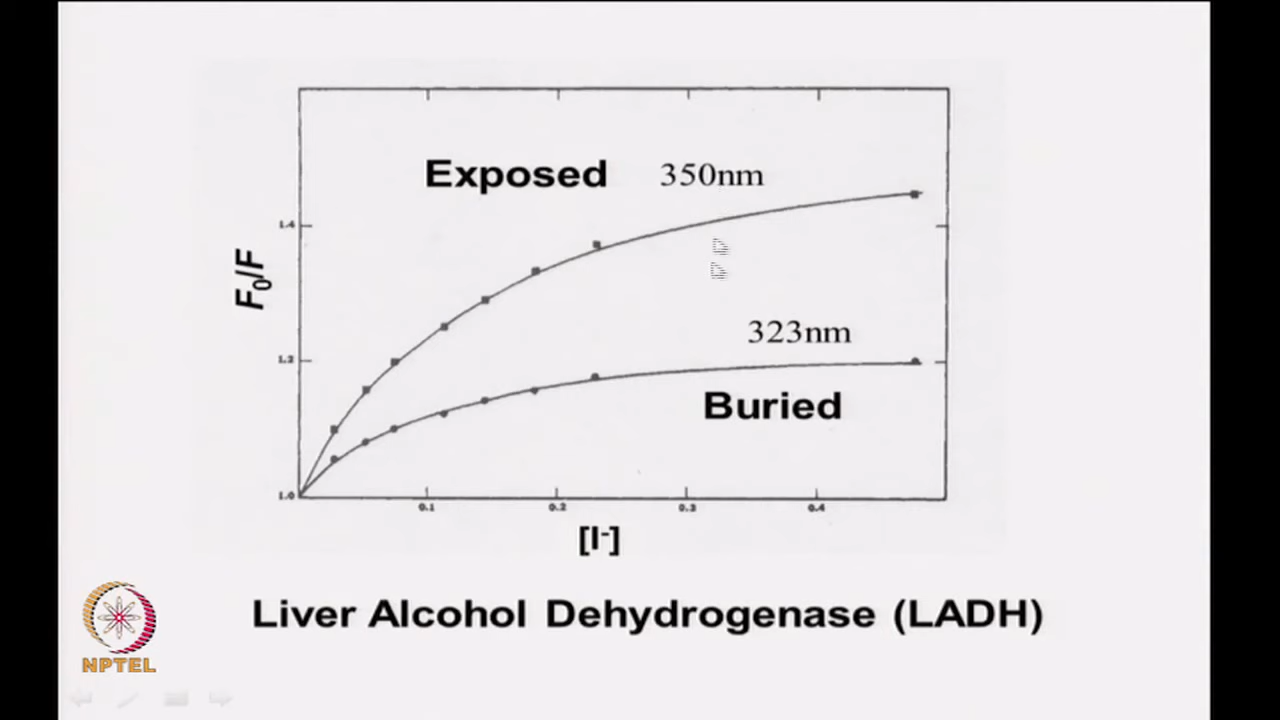 Exposed 350nm
1.4
F0/F
323nm
1.2
Buried
1.0
0.1 0.2 0.3 0.4
[I-]
Liver Alcohol Dehydrogenase (LADH)
NPTEL